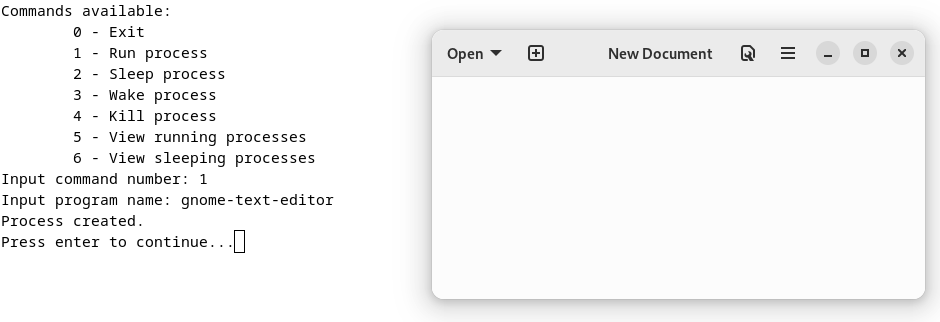 Commands available:
0 - Exit
1 - Run process
2 - Sleep process
3 - Wake process
4 - Kill process
5 - View running processes
6 - View sleeping processes
Input command number: 1
Input program name: gnome-text-editor
Process created.
Press enter to continue...
Open
New Document